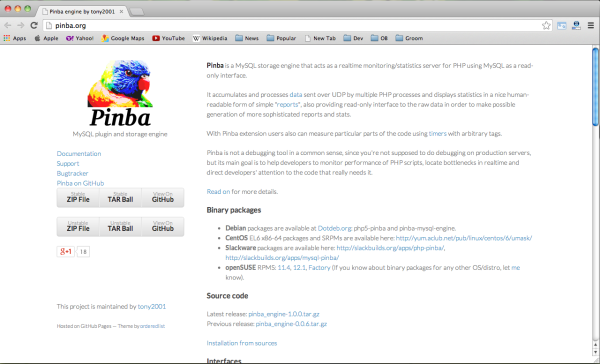 Pinba engine by tony2001
pinba.org
Apps Apple Yahoo! Google Maps YouTube Wikipedia News Popular New Tab Dev OB Groom
Pinba
MySQL plugin and storage engine
Documentation
Support
Bugtracker
Pinba on GitHub
Stable Stable View On
ZIP File TAR Ball GitHub
Unstable Unstable View On
ZIP File TAR Ball GitHub
g+1 18
This project is maintained by tony2001
Hosted on GitHub Pages — Theme by orderedlist
Pinba is a MySQL storage engine that acts as a realtime monitoring/statistics server for PHP using MySQL as a read-
only interface.
It accumulates and processes data sent over UDP by multiple PHP processes and displays statistics in a nice human-
readable form of simple "reports", also providing read-only interface to the raw data in order to make possible
generation of more sophisticated reports and stats.
With Pinba extension users also can measure particular parts of the code using timers with arbitrary tags.
Pinba is not a debugging tool in a common sense, since you're not supposed to do debugging on production servers,
but its main goal is to help developers to monitor performance of PHP scripts, locate bottlenecks in realtime and
direct developers' attention to the code that really needs it.
Read on for more details.
Binary packages
Debian packages are available at Dotdeb.org: php5-pinba and pinba-mysql-engine.
CentOS EL6 x86-64 packages and SRPMs are available here: http://yum.aclub.net/pub/linux/centos/6/umask/
Slackware packages are available here: http://slackbuilds.org/apps/php-pinba/,
http://slackbuilds.org/apps/mysql-pinba/
openSUSE RPMS: 11.4, 12.1, Factory (if you know about binary packages for any other OS/distro, let me
know).
Source code
Latest release: pinba_engine-1.0.0.tar.gz
Previous release: pinba_engine-0.0.6.tar.gz
Installation from sources
Interfaces